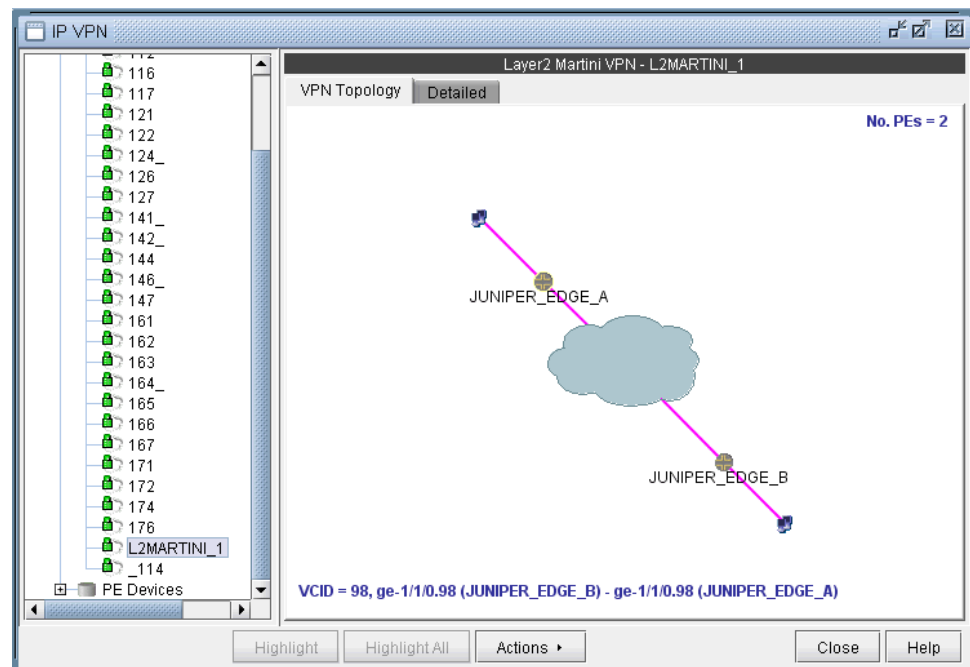 IP VPN
112
116
117
121
122
124_
126
127
141_
142_
144
146_
147
161
162
163
164_
165
166
167
171
172
174
176
L2MARTINI_1
_114
PE Devices
Layer2 Martini VPN - L2MARTINI_1
VPN Topology Detailed
No. PEs = 2
JUNIPER_EDGE_A
JUNIPER_EDGE_B
VCID = 98, ge-1/1/0.98 (JUNIPER_EDGE_B) - ge-1/1/0.98 (JUNIPER_EDGE_A)
Highlight Highlight All Actions Close Help